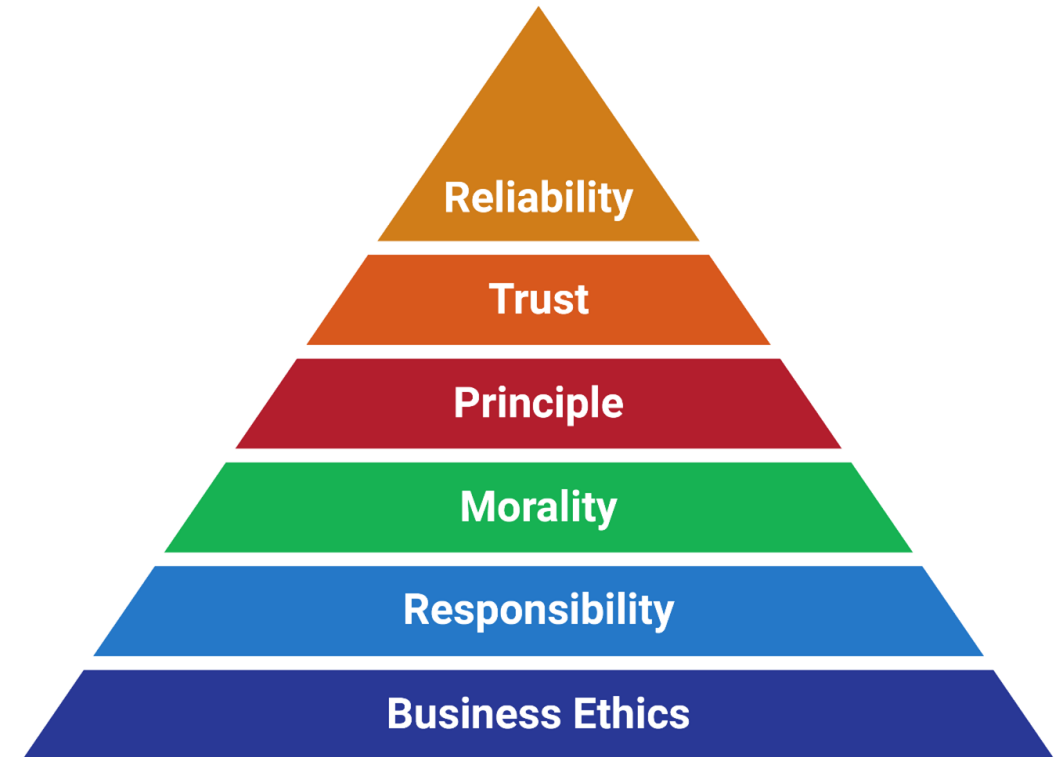 Reliability
Trust
Principle
Morality
Responsibility
Business Ethics